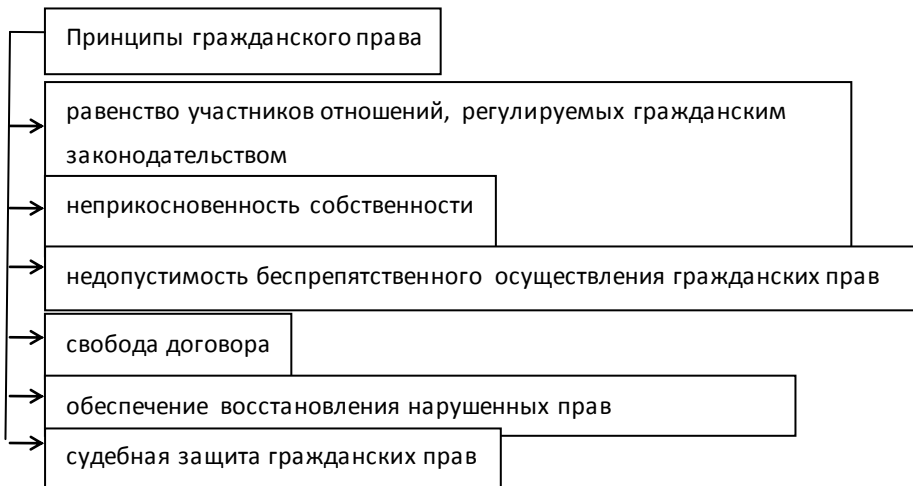 Принципы гражданского права
равенство участников отношений, регулируемых гражданским
законодательством
неприкосновенность собственности
недопустимость беспрепятственного осуществления гражданских прав
свобода договора
обеспечение восстановления нарушенных прав
судебная защита гражданских прав